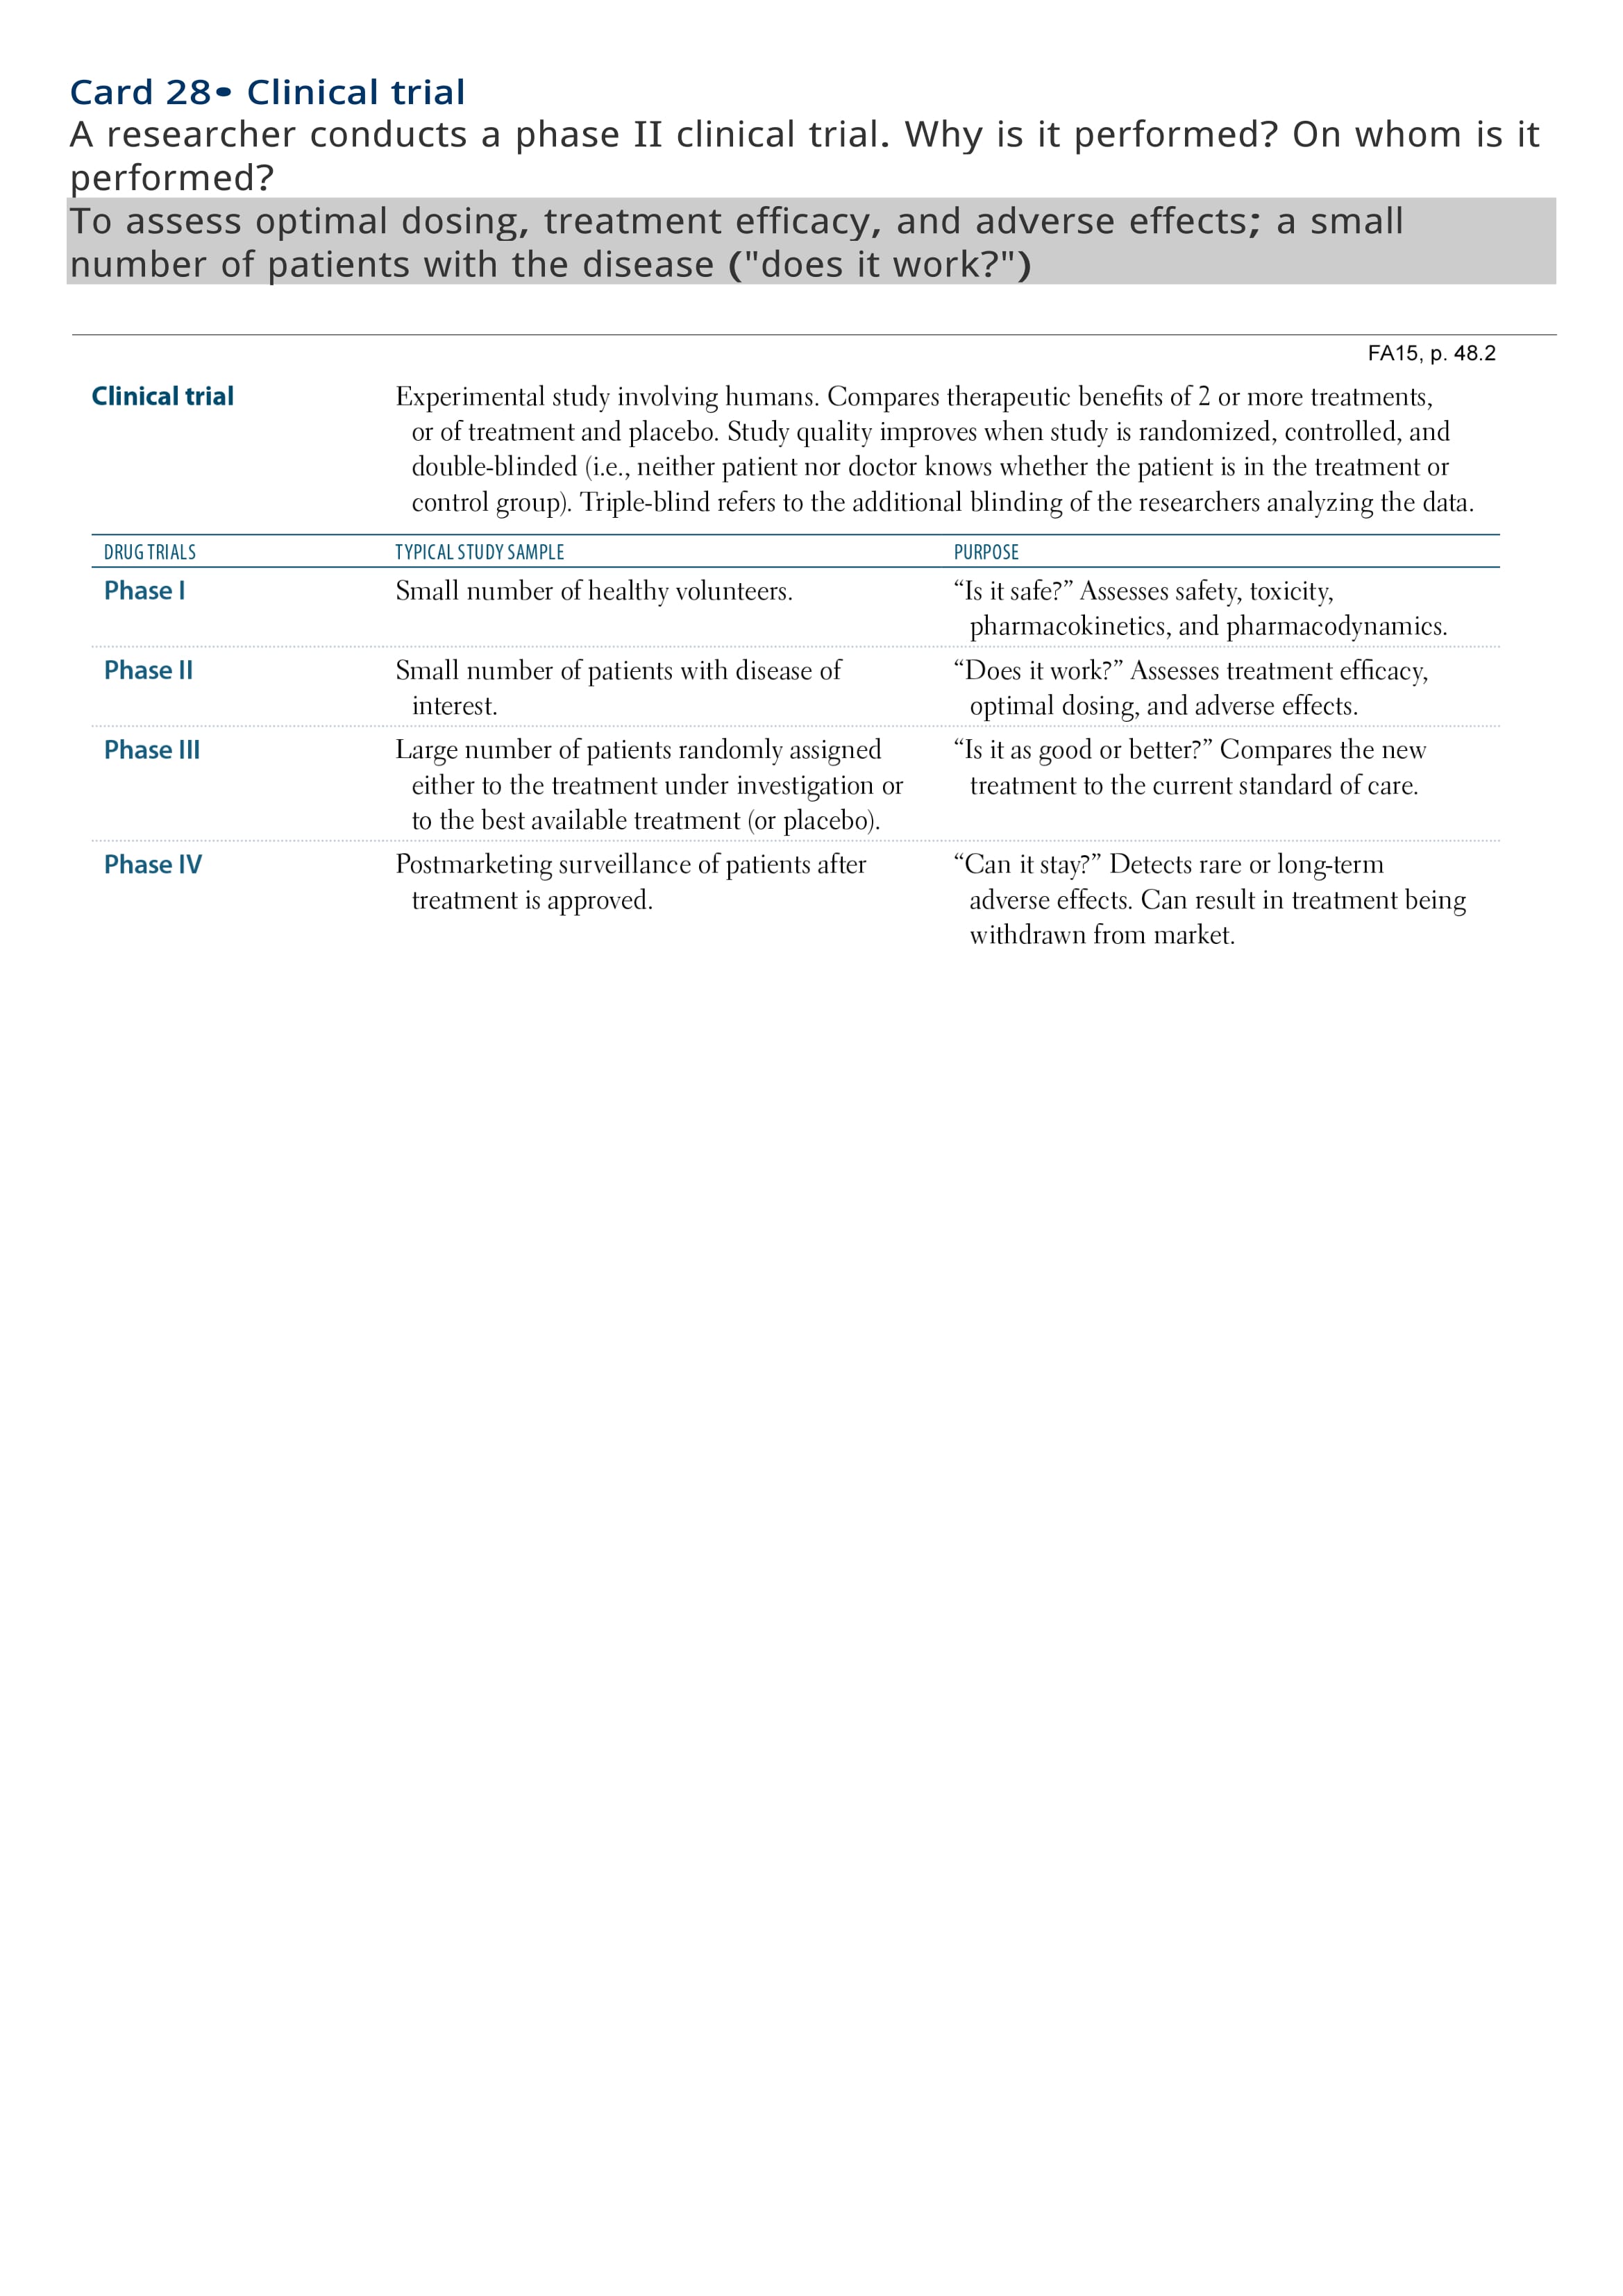 Card 28• Clinical trial
A researcher conducts a phase II clinical trial. Why is it performed? On whom is it
performed?
To assess optimal dosing, treatment efficacy, and adverse effects; a small
number of patients with the disease ("does it work?")
FA15, p. 48.2
Clinical trial
Experimental study involving humans. Compares therapeutic benefits of 2 or more treatments,
or of treatment and placebo. Study quality improves when study is randomized, controlled, and
double-blinded (i.e., neither patient nor doctor knows whether the patient is in the treatment or
control group). Triple-blind refers to the additional blinding of the researchers analyzing the data.
DRUG TRIALS TYPICAL STUDY SAMPLE PURPOSE
Phase I
Small number of healthy volunteers.
“Is it safe?” Assesses safety, toxicity,
pharmacokinetics, and pharmacodynamics.
Phase II
Small number of patients with disease of
interest.
“Does it work?” Assesses treatment efficacy,
optimal dosing, and adverse effects.
Phase III
Large number of patients randomly assigned
either to the treatment under investigation or
to the best available treatment (or placebo).
“Is it as good or better?” Compares the new
treatment to the current standard of care.
Phase IV
Postmarketing surveillance of patients after
treatment is approved.
“Can it stay?” Detects rare or long-term
adverse effects. Can result in treatment being
withdrawn from market.